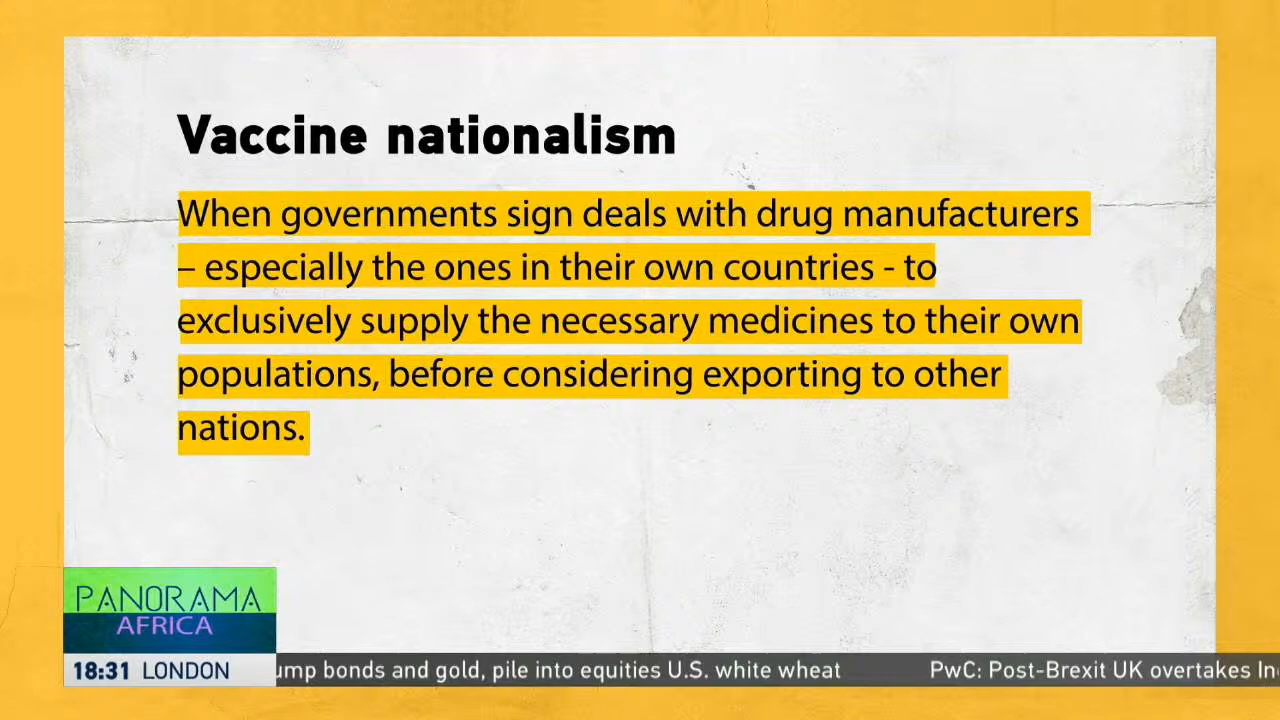 Vaccine nationalism
When governments sign deals with drug manufacturers
– especially the ones in their own countries - to
exclusively supply the necessary medicines to their own
populations, before considering exporting to other
nations.
PANORAMA
AFRICA
18:31 LONDON
bonds and gold, pile into equities U.S. white wheat
PwC: Post-Brexit UK overtakes